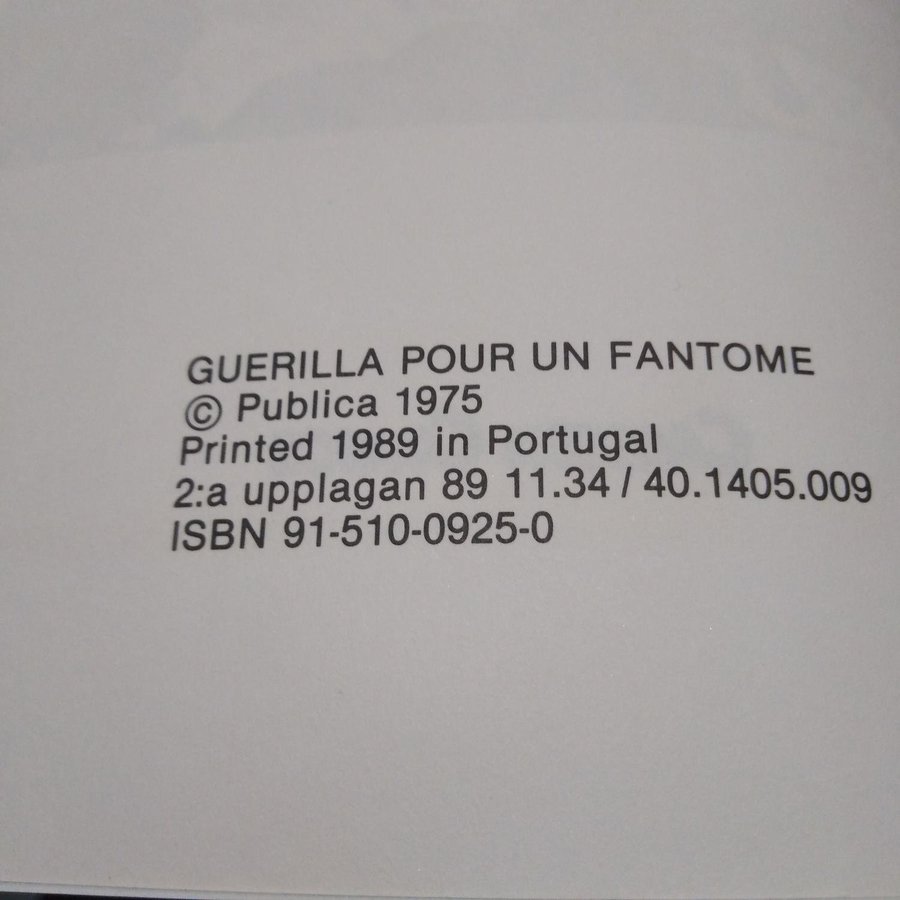 GUERILLA POUR UN FANTOME
© Publica 1975
Printed 1989 in Portugal
2:a upplagan 89 11.34 / 40.1405.009
ISBN 91-510-0925-0